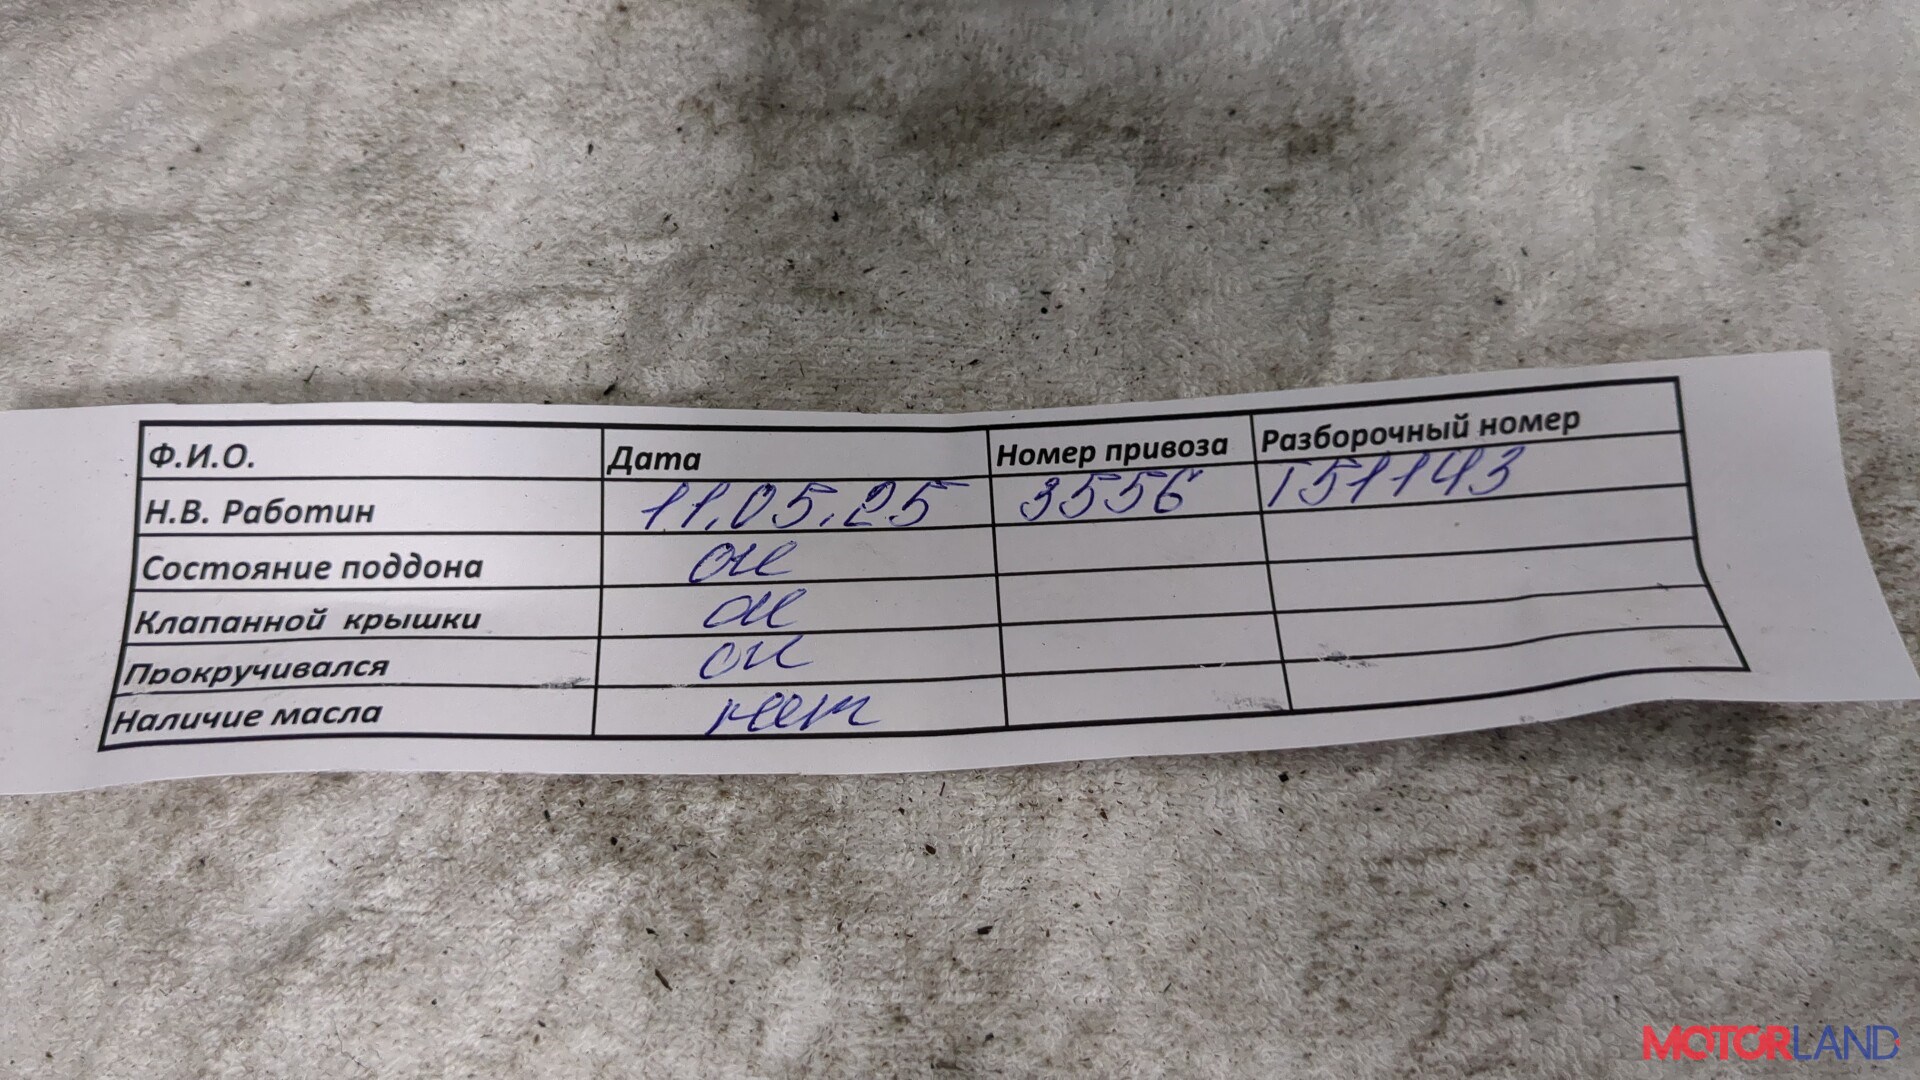 Ф.И.О. Дата Номер привоза Разборочный номер
Н.В. Работин 11.05.25 3556 Т51143
Состояние поддона ок
Клапанной крышки ок
Прокручивался ок
Наличие масла нет
MOTORLAND